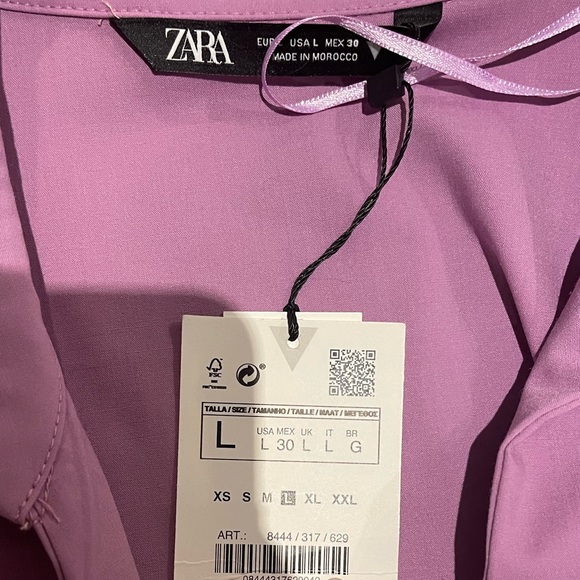 ZARA
EUR L USA L MEX 30
MADE IN MOROCCO
FSC
TALLA / SIZE / TAMANHO / TAILLE / MAAT / ΜΕΓΕΘΟΣ
L
USA MEX UK IT BR
L 30 L L G
XS S M L XL XXL
ART.: 8444 / 317 / 629